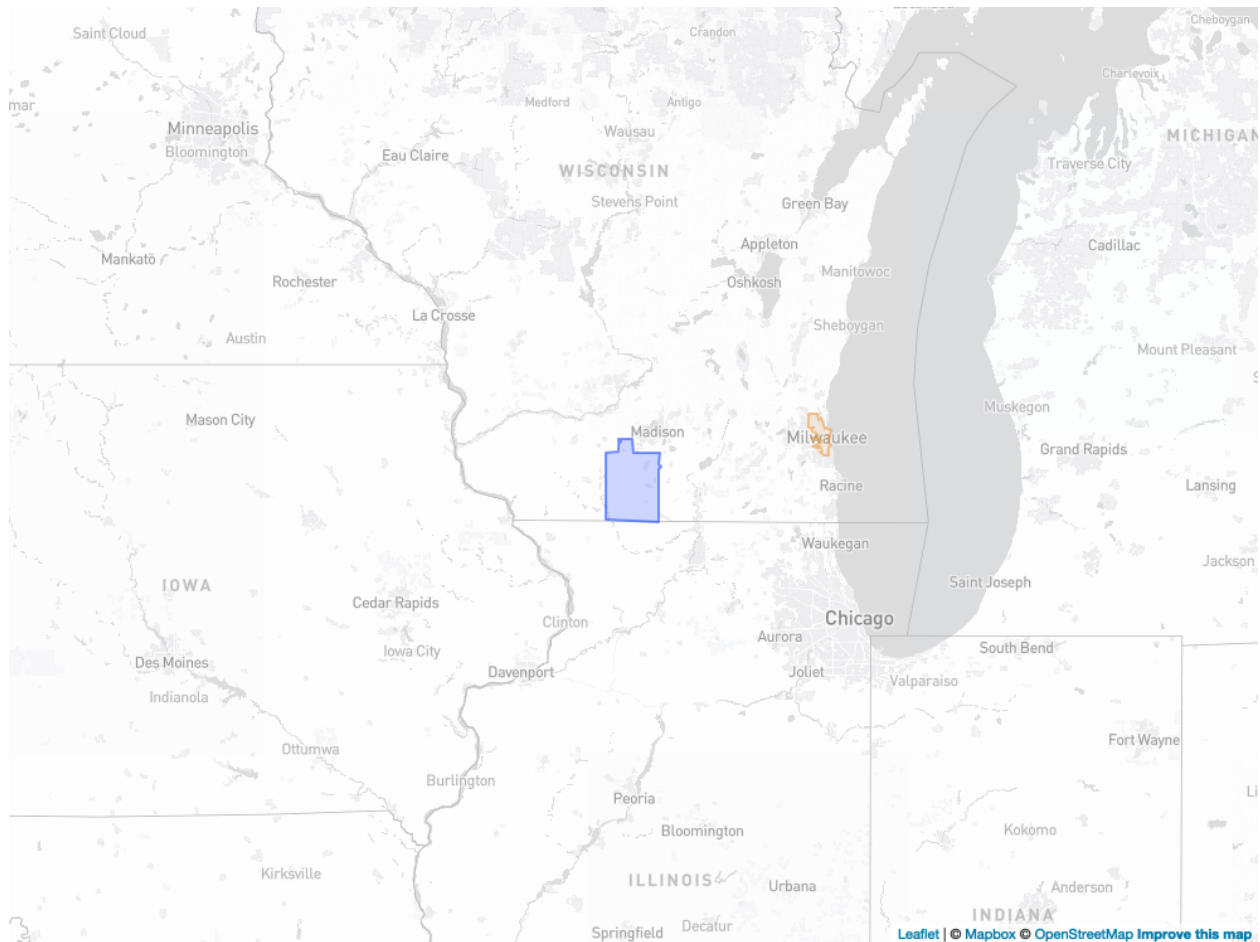 Saint Cloud
Crandon
Cheboygan
Charlevoix
Medford
Antigo
Minneapolis
Bloomington
Wausau
MICHIGAN
Eau Claire
WISCONSIN
Traverse City
Stevens Point
Green Bay
Appleton
Cadillac
Mankato
Rochester
Oshkosh
Manitowoc
La Crosse
Sheboygan
Austin
Mount Pleasant
Muskegon
Mason City
Madison
Milwaukee
Grand Rapids
Racine
Lansing
Waukegan
Jackson
IOWA
Saint Joseph
Cedar Rapids
Clinton
Chicago
Aurora
Iowa City
South Bend
Des Moines
Davenport
Joliet
Valparaiso
Indianola
Ottumwa
Fort Wayne
Burlington
Peoria
Bloomington
Kokomo
Kirksville
ILLINOIS
Urbana
Anderson
INDIANA
Springfield
Decatur
Leaflet | © Mapbox © OpenStreetMap Improve this map